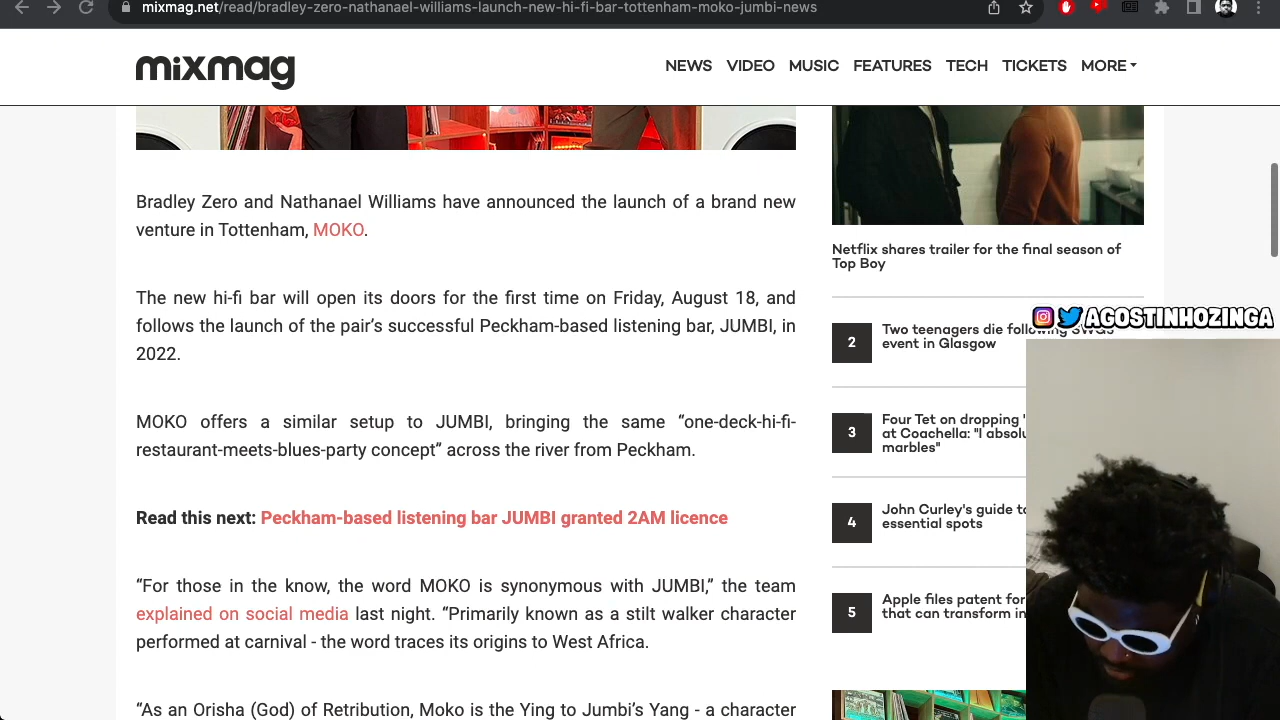 mixmag.net/read/bradley-zero-nathanael-williams-launch-new-hi-fi-bar-tottenham-moko-jumbi-news
mixmag
NEWS VIDEO MUSIC FEATURES TECH TICKETS MORE
Bradley Zero and Nathanael Williams have announced the launch of a brand new
venture in Tottenham, MOKO.
The new hi-fi bar will open its doors for the first time on Friday, August 18, and
follows the launch of the pair’s successful Peckham-based listening bar, JUMBI, in
2022.
MOKO offers a similar setup to JUMBI, bringing the same “one-deck-hi-fi-
restaurant-meets-blues-party concept” across the river from Peckham.
Read this next: Peckham-based listening bar JUMBI granted 2AM licence
“For those in the know, the word MOKO is synonymous with JUMBI,” the team
explained on social media last night. “Primarily known as a stilt walker character
performed at carnival - the word traces its origins to West Africa.
“As an Orisha (God) of Retribution, Moko is the Ying to Jumbi’s Yang - a character
Netflix shares trailer for the final season of
Top Boy
@AGOSTINHOZINGA
2
Two teenagers die following SWG3
event in Glasgow
3
Four Tet on dropping '
at Coachella: "I absolu
marbles"
4
John Curley's guide to
essential spots
5
Apple files patent for
that can transform in